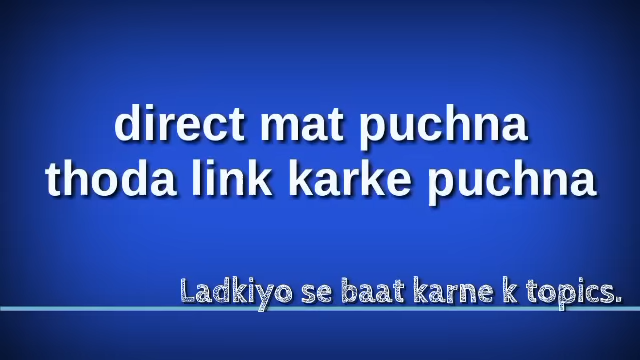 direct mat puchna
thoda link karke puchna
Ladkiyo se baat karne k topics.